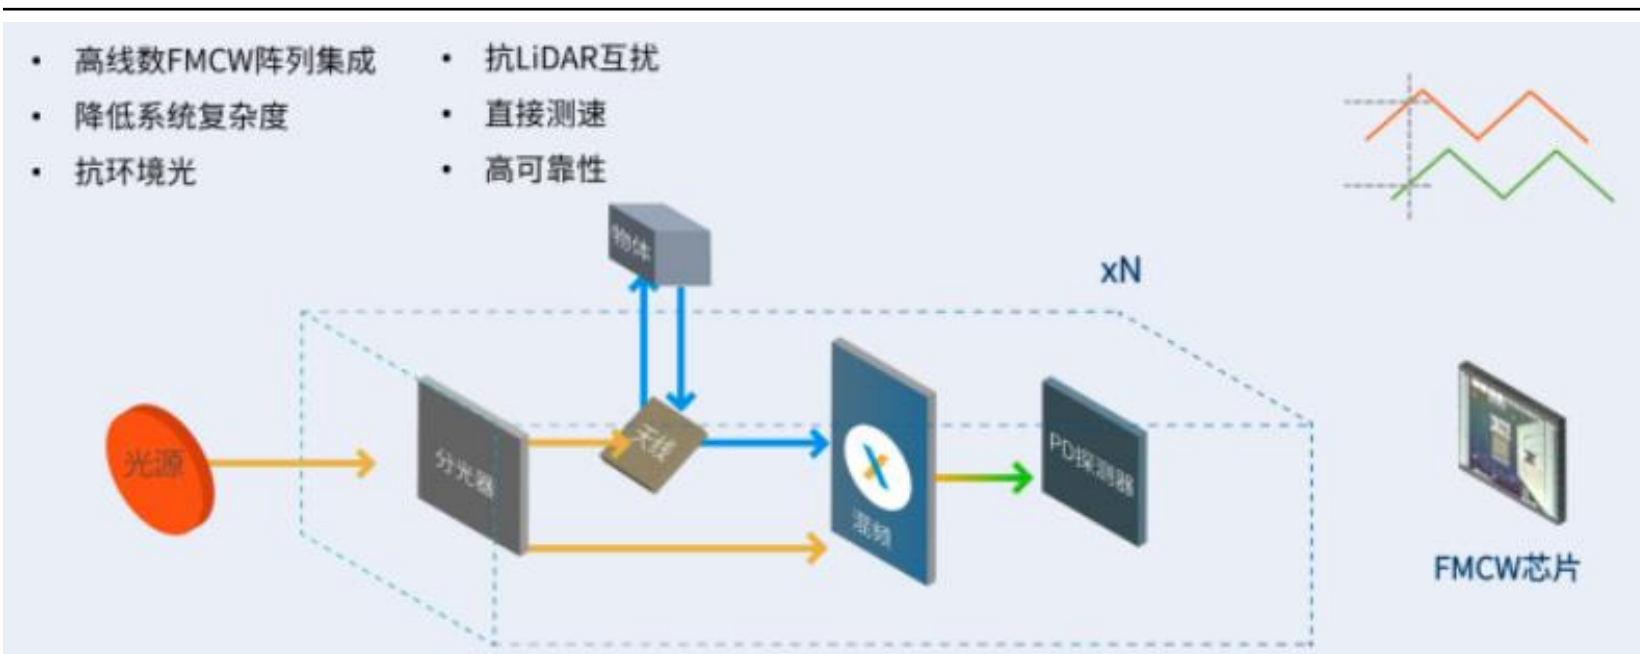 • 高线数FMCW阵列集成
• 降低系统复杂度
• 抗环境光
• 抗LiDAR互扰
• 直接测速
• 高可靠性
物体
xN
光源
分光器
天线
混频
PD探测器
FMCW芯片